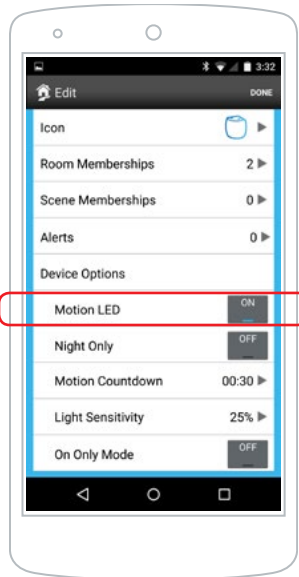 3:32
Edit DONE
Icon
Room Memberships 2
Scene Memberships 0
Alerts 0
Device Options
Motion LED ON
Night Only OFF
Motion Countdown 00:30
Light Sensitivity 25%
On Only Mode OFF